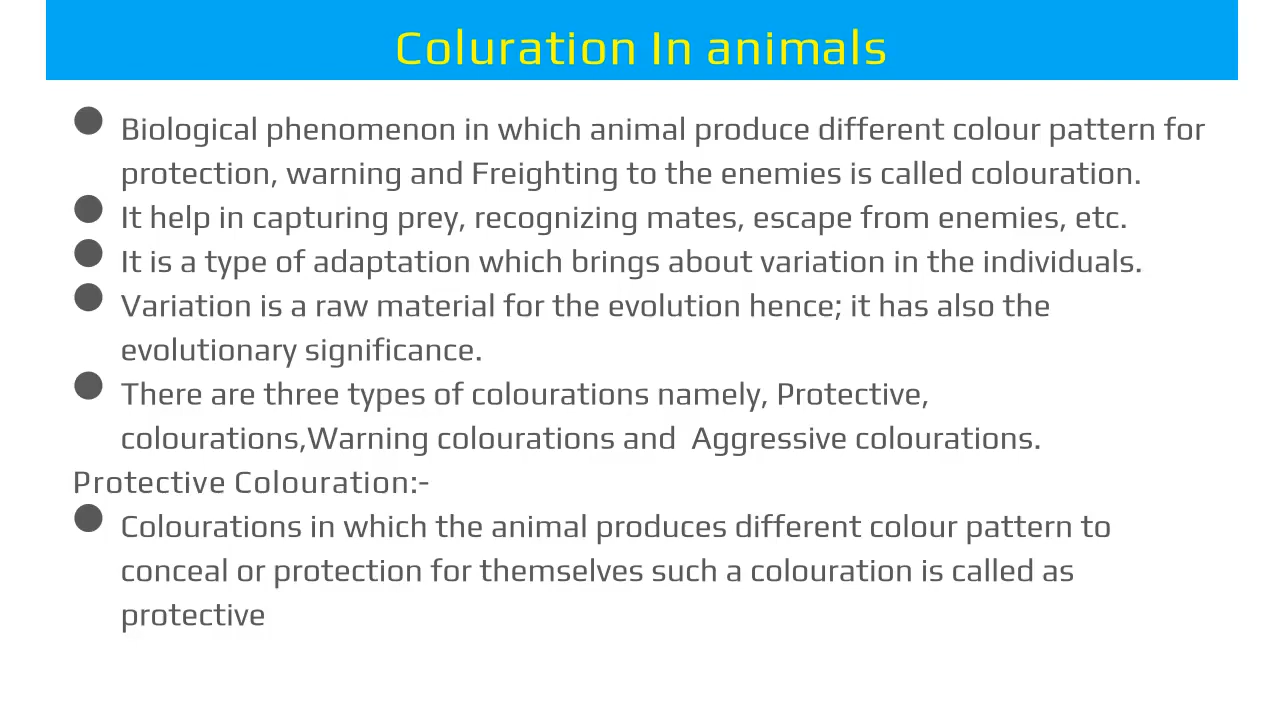 Coluration In animals
Biological phenomenon in which animal produce different colour pattern for
protection, warning and Freighting to the enemies is called colouration.
It help in capturing prey, recognizing mates, escape from enemies, etc.
It is a type of adaptation which brings about variation in the individuals.
Variation is a raw material for the evolution hence; it has also the
evolutionary significance.
There are three types of colourations namely, Protective,
colourations,Warning colourations and  Aggressive colourations.
Protective Colouration:-
Colourations in which the animal produces different colour pattern to
conceal or protection for themselves such a colouration is called as
protective